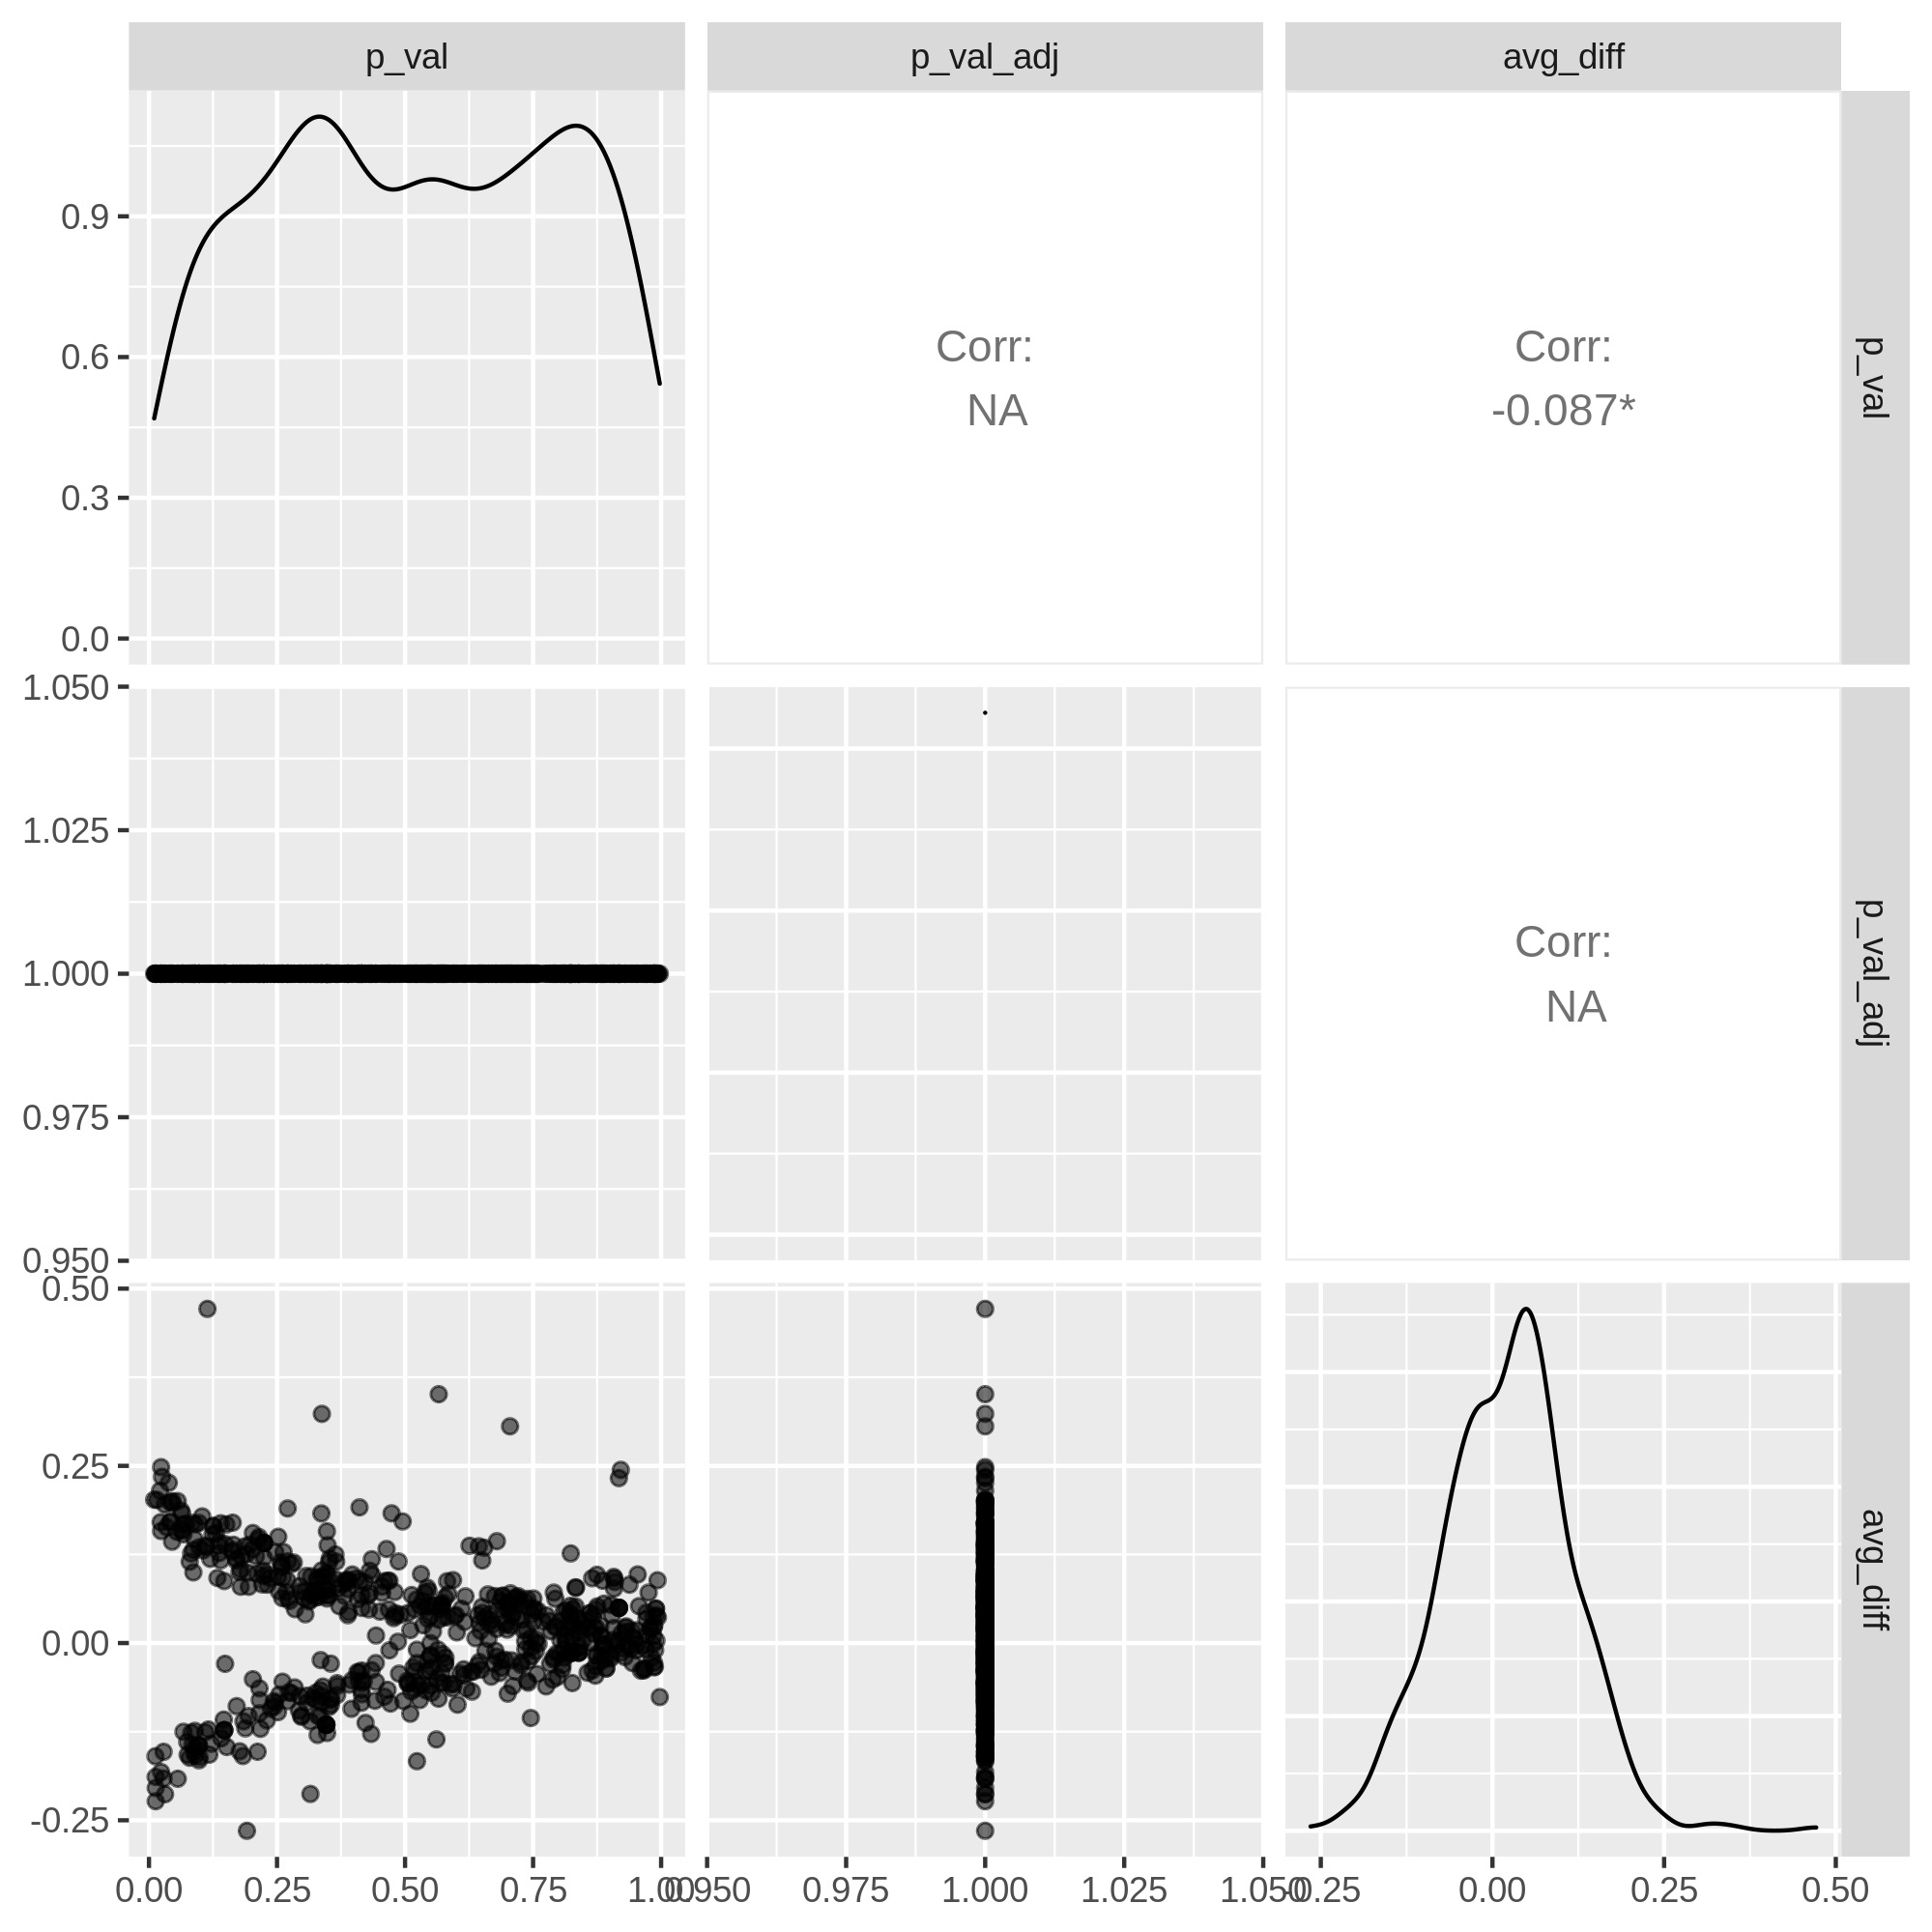 p_val
p_val_adj
avg_diff
0.9
0.6
0.3
0.0
Corr:
NA
Corr:
-0.087*
p_val
1.050
1.025
1.000
0.975
0.950
Corr:
NA
p_val_adj
0.50
0.25
0.00
-0.25
avg_diff
0.00 0.25 0.50 0.75 1.00
0.950 0.975 1.000 1.025 1.050
-0.25 0.00 0.25 0.50